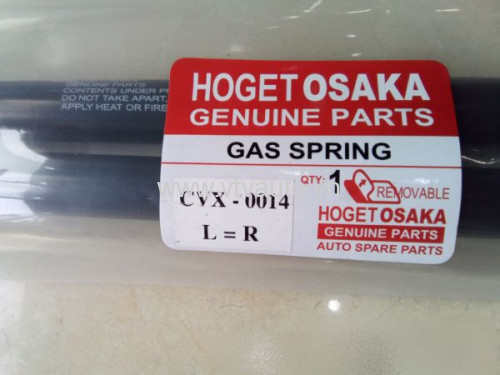 GENUINE PARTS
CONTENTS UNDER P
DO NOT TAKE APART,
APPLY HEAT OR FIRE
HOGET OSAKA
GENUINE PARTS
GAS SPRING
QTY: 1
REMOVABLE
CVX - 0014
L = R
HOGET OSAKA
GENUINE PARTS
AUTO SPARE PARTS